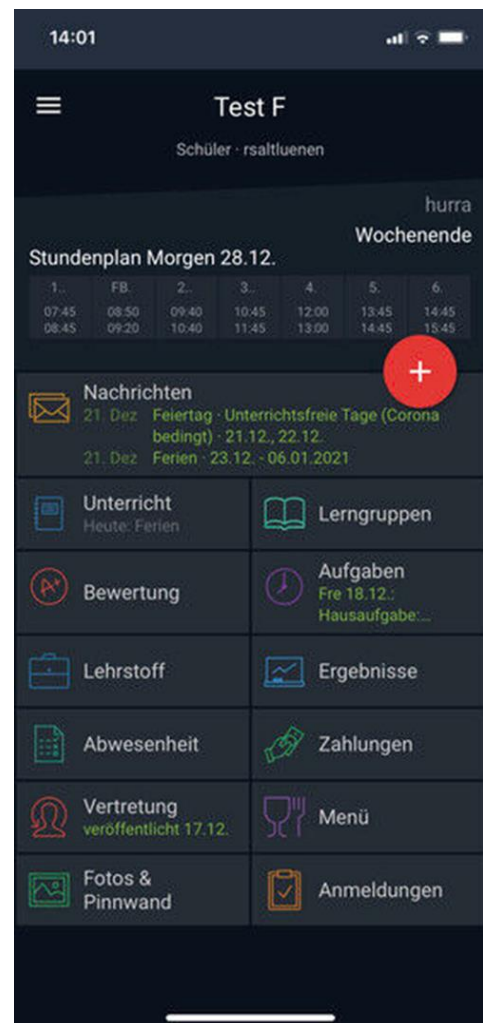 14:01
Test F
Schüler · rsaltluenen
hurra
Wochenende
Stundenplan Morgen 28.12.
1.. FB. 2.. 3.. 4. 5. 6.
07:45 08:50 09:40 10:45 12:00 13:45 14:45
08:45 09:20 10:40 11:45 13:00 14:45 15:45
+
Nachrichten
21. Dez Feiertag · Unterrichtsfreie Tage (Corona
bedingt) · 21.12., 22.12.
21. Dez Ferien · 23.12. - 06.01.2021
Unterricht
Heute: Ferien
Lerngruppen
A+
Bewertung
Aufgaben
Fre 18.12.:
Hausaufgabe:...
Lehrstoff
Ergebnisse
Abwesenheit
Zahlungen
Vertretung
veröffentlicht 17.12.
Menü
Fotos &
Pinnwand
Anmeldungen